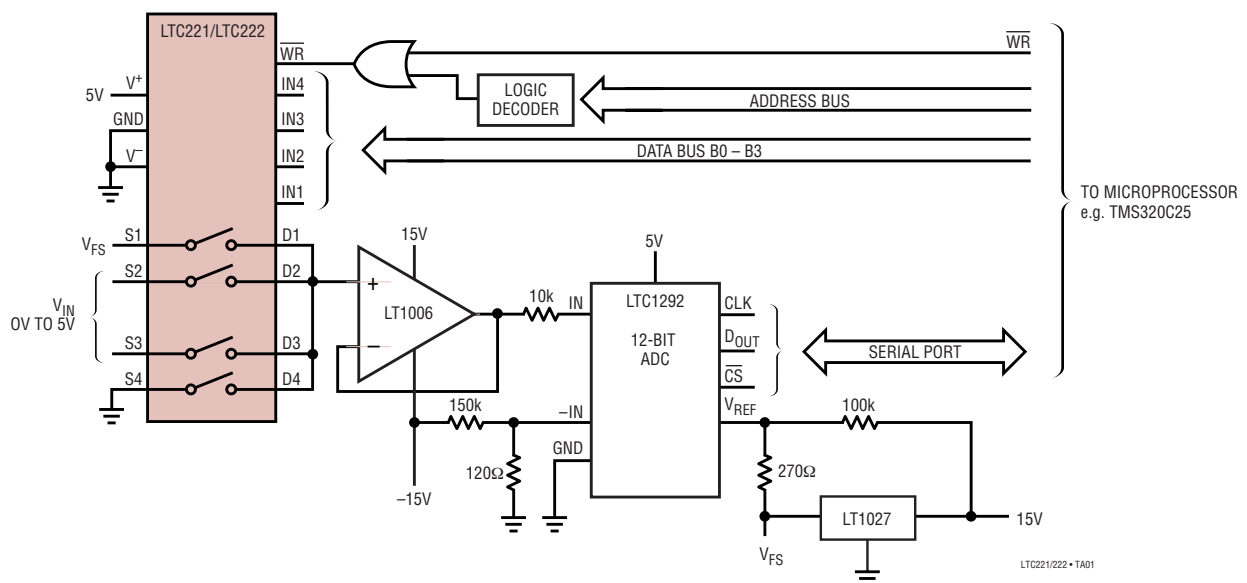 LTC221/LTC222
WR
WR
V+
5V
IN4
LOGIC
DECODER
ADDRESS BUS
GND
IN3
V–
IN2
DATA BUS B0 – B3
IN1
TO MICROPROCESSOR
e.g. TMS320C25
VFS
S1
D1
15V
5V
S2
D2
VIN
0V TO 5V
+
LT1006
–
10k
IN
LTC1292
12-BIT
ADC
CLK
DOUT
CS
SERIAL PORT
S3
D3
S4
D4
VREF
100k
150k
–IN
GND
120Ω
270Ω
–15V
LT1027
15V
VFS
LTC221/222 • TA01